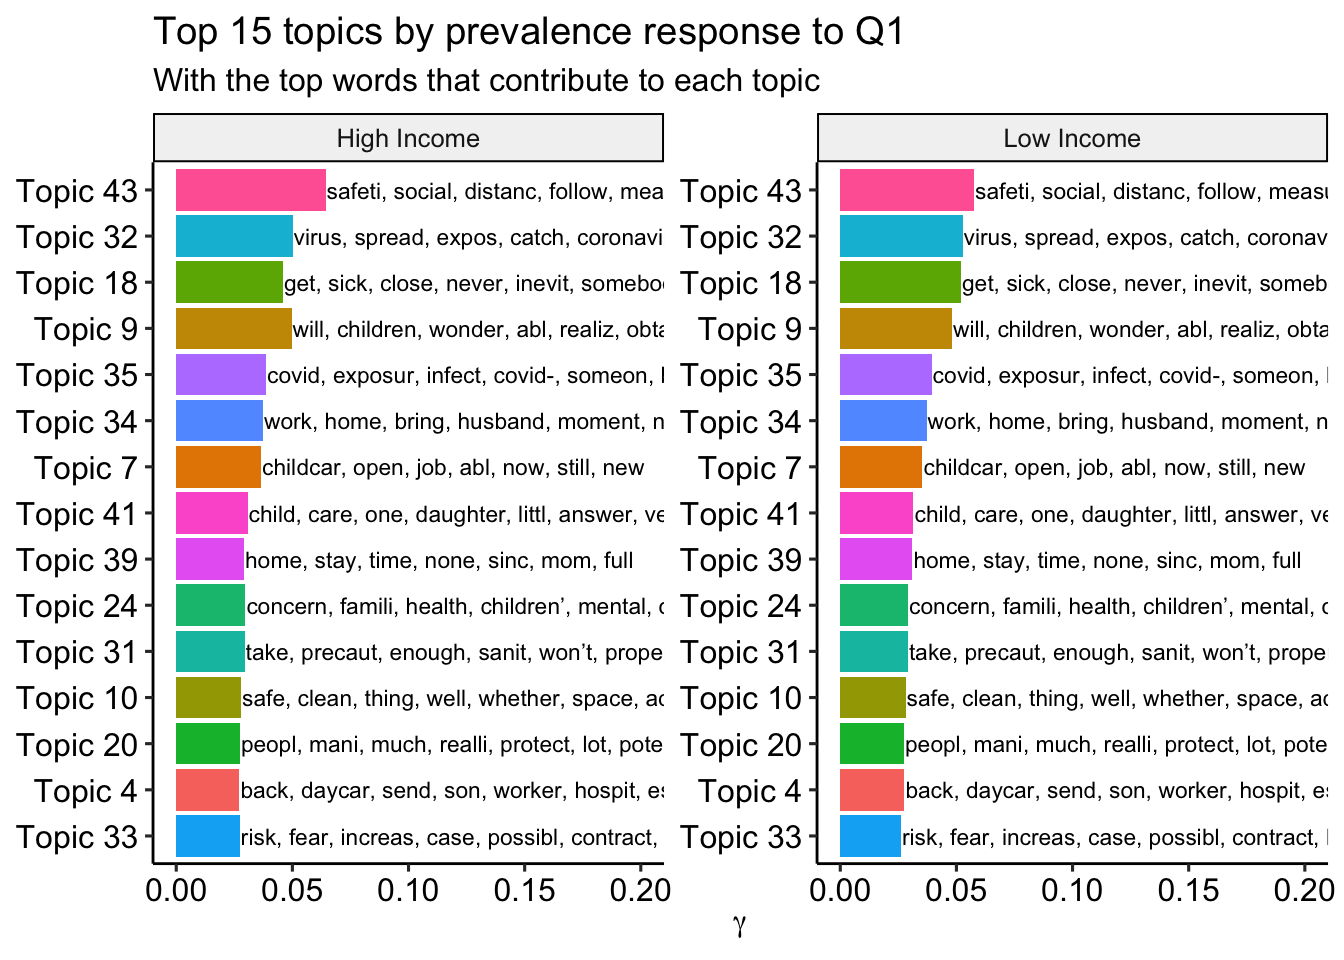 Top 15 topics by prevalence response to Q1
With the top words that contribute to each topic
High Income
Topic 43 safeti, social, distanc, follow, mea
Topic 32 virus, spread, expos, catch, coronavi
Topic 18 get, sick, close, never, inevit, somebo
Topic 9 will, children, wonder, abl, realiz, obta
Topic 35 covid, exposur, infect, covid-, someon,
Topic 34 work, home, bring, husband, moment, n
Topic 7 childcar, open, job, abl, now, still, new
Topic 41 child, care, one, daughter, littl, answer, ve
Topic 39 home, stay, time, none, sinc, mom, full
Topic 24 concern, famili, health, children’, mental,
Topic 31 take, precaut, enough, sanit, won’t, prope
Topic 10 safe, clean, thing, well, whether, space, ac
Topic 20 peopl, mani, much, realli, protect, lot, pote
Topic 4 back, daycar, send, son, worker, hospit, es
Topic 33 risk, fear, increas, case, possibl, contract,
0.00 0.05 0.10 0.15 0.20
Low Income
Topic 43 safeti, social, distanc, follow, measu
Topic 32 virus, spread, expos, catch, coronav
Topic 18 get, sick, close, never, inevit, someb
Topic 9 will, children, wonder, abl, realiz, obta
Topic 35 covid, exposur, infect, covid-, someon,
Topic 34 work, home, bring, husband, moment, n
Topic 7 childcar, open, job, abl, now, still, new
Topic 41 child, care, one, daughter, littl, answer, ve
Topic 39 home, stay, time, none, sinc, mom, full
Topic 24 concern, famili, health, children’, mental,
Topic 31 take, precaut, enough, sanit, won’t, prope
Topic 10 safe, clean, thing, well, whether, space, ac
Topic 20 peopl, mani, much, realli, protect, lot, pote
Topic 4 back, daycar, send, son, worker, hospit, es
Topic 33 risk, fear, increas, case, possibl, contract,
0.00 0.05 0.10 0.15 0.20
γ